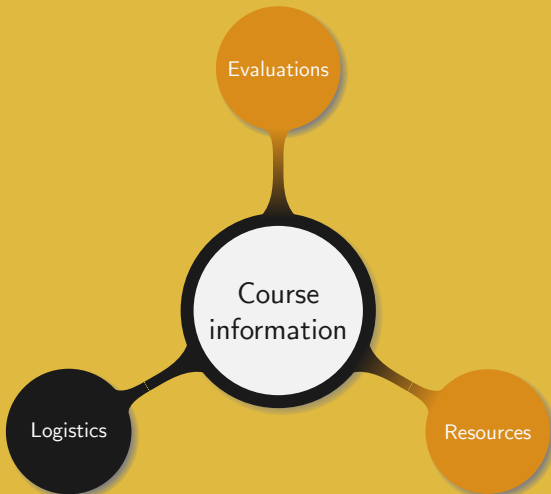 Evaluations
Course
information
Logistics
Resources